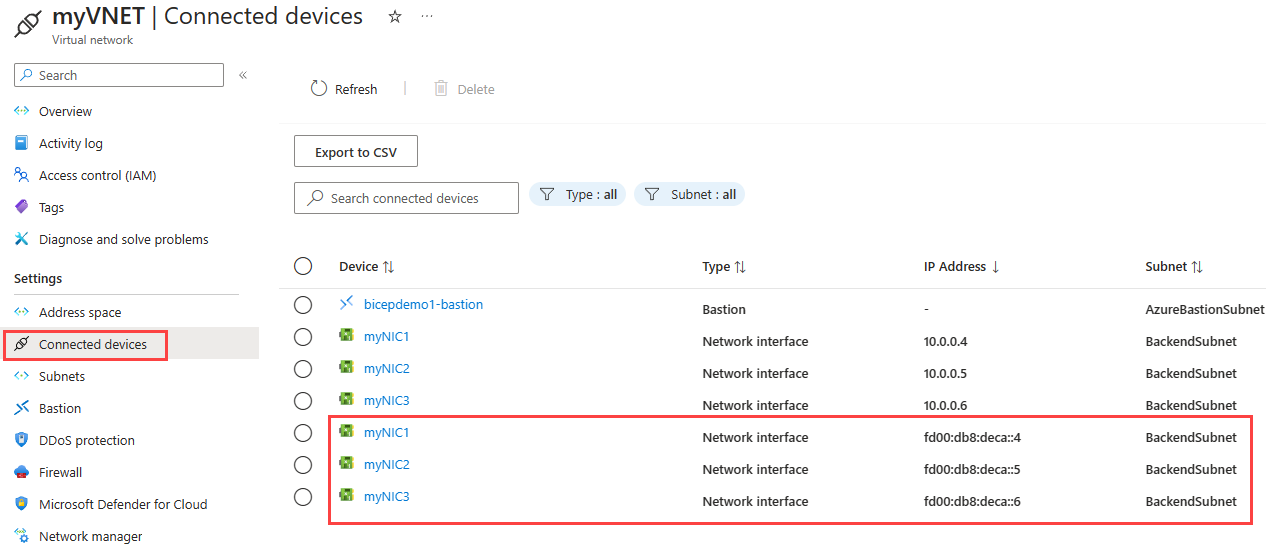 myVNET | Connected devices
Virtual network
Search
Overview
Activity log
Access control (IAM)
Tags
Diagnose and solve problems
Settings
Address space
Connected devices
Subnets
Bastion
DDoS protection
Firewall
Microsoft Defender for Cloud
Network manager
Refresh | Delete
Export to CSV
Search connected devices Type : all Subnet : all
Device Type IP Address Subnet
bicepdemo1-bastion Bastion - AzureBastionSubnet
myNIC1 Network interface 10.0.0.4 BackendSubnet
myNIC2 Network interface 10.0.0.5 BackendSubnet
myNIC3 Network interface 10.0.0.6 BackendSubnet
myNIC1 Network interface fd00:db8:deca::4 BackendSubnet
myNIC2 Network interface fd00:db8:deca::5 BackendSubnet
myNIC3 Network interface fd00:db8:deca::6 BackendSubnet